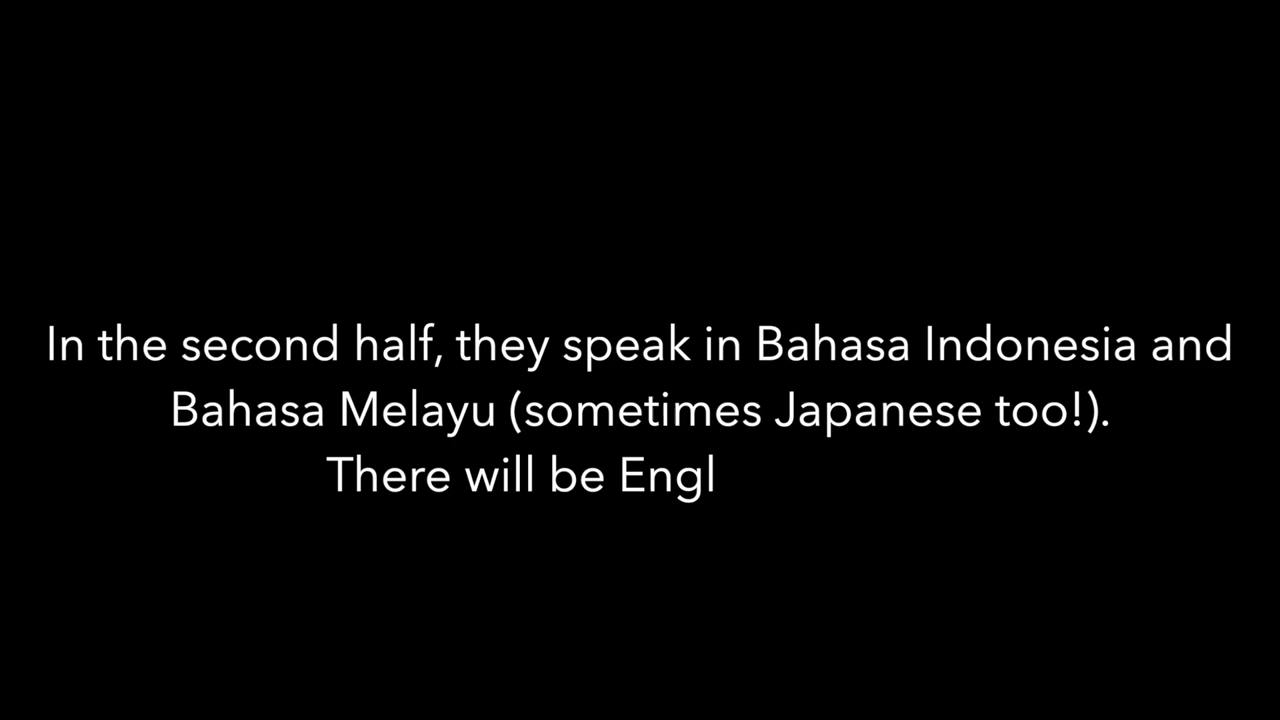 In the second half, they speak in Bahasa Indonesia and
Bahasa Melayu (sometimes Japanese too!).
There will be Engl